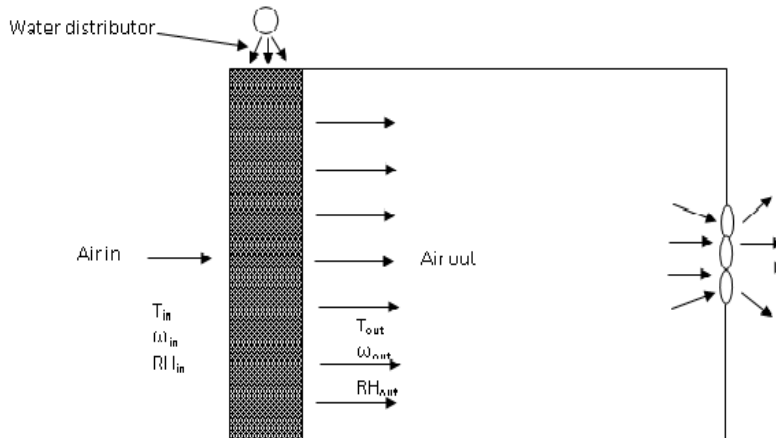 Water distributor
Air in
Air out
T_in
ω_in
RH_in
T_out
ω_out
RH_out